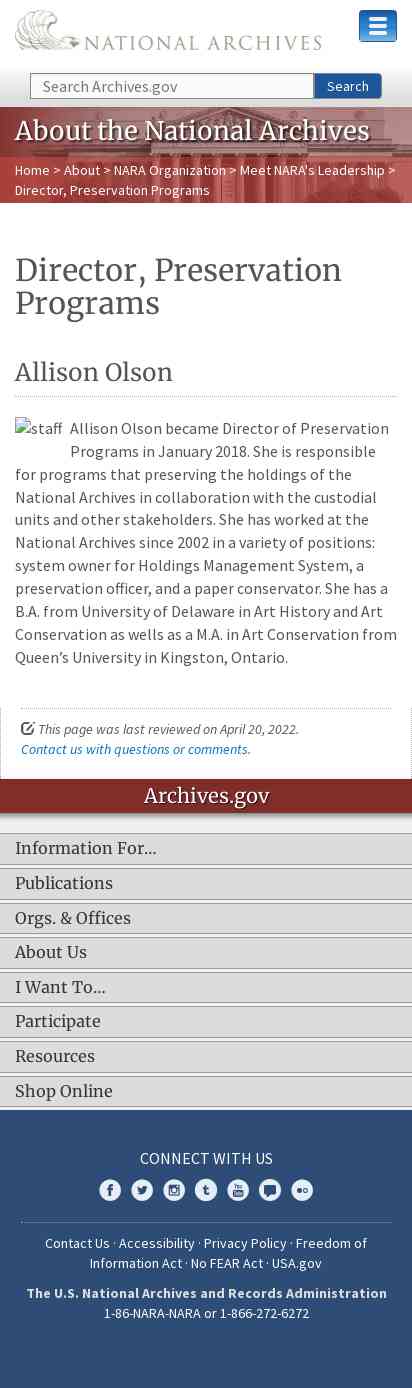 NATIONAL ARCHIVES
Search Archives.gov
Search
About the National Archives
Home > About > NARA Organization > Meet NARA's Leadership >
Director, Preservation Programs
Director, Preservation
Programs
Allison Olson
staff Allison Olson became Director of Preservation
Programs in January 2018. She is responsible
for programs that preserving the holdings of the
National Archives in collaboration with the custodial
units and other stakeholders. She has worked at the
National Archives since 2002 in a variety of positions:
system owner for Holdings Management System, a
preservation officer, and a paper conservator. She has a
B.A. from University of Delaware in Art History and Art
Conservation as wells as a M.A. in Art Conservation from
Queen’s University in Kingston, Ontario.
This page was last reviewed on April 20, 2022.
Contact us with questions or comments.
Archives.gov
Information For…
Publications
Orgs. & Offices
About Us
I Want To…
Participate
Resources
Shop Online
CONNECT WITH US
Contact Us · Accessibility · Privacy Policy · Freedom of
Information Act · No FEAR Act · USA.gov
The U.S. National Archives and Records Administration
1-86-NARA-NARA or 1-866-272-6272